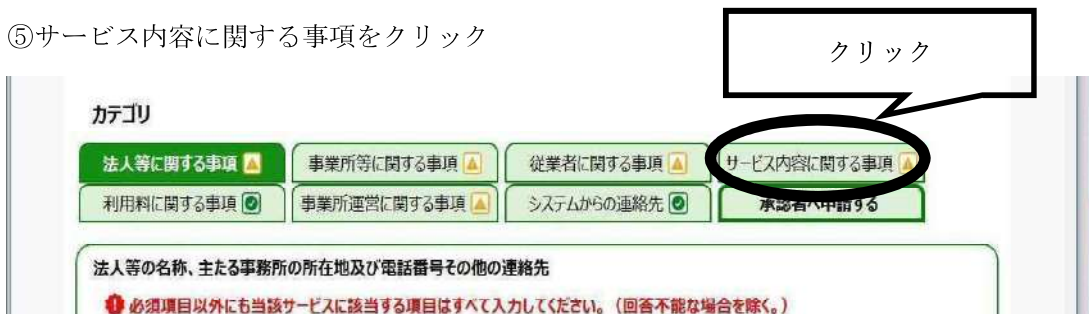 ⑤サービス内容に関する事項をクリック
クリック
カテゴリ
法人等に関する事項 事業所等に関する事項 従業者に関する事項 サービス内容に関する事項
利用料に関する事項 事業所運営に関する事項 システムからの連絡先 承認者へ申請する
法人等の名称、主たる事務所の所在地及び電話番号その他の連絡先
必須項目以外にも当該サービスに該当する項目はすべて入力してください。(回答不能な場合を除く。)